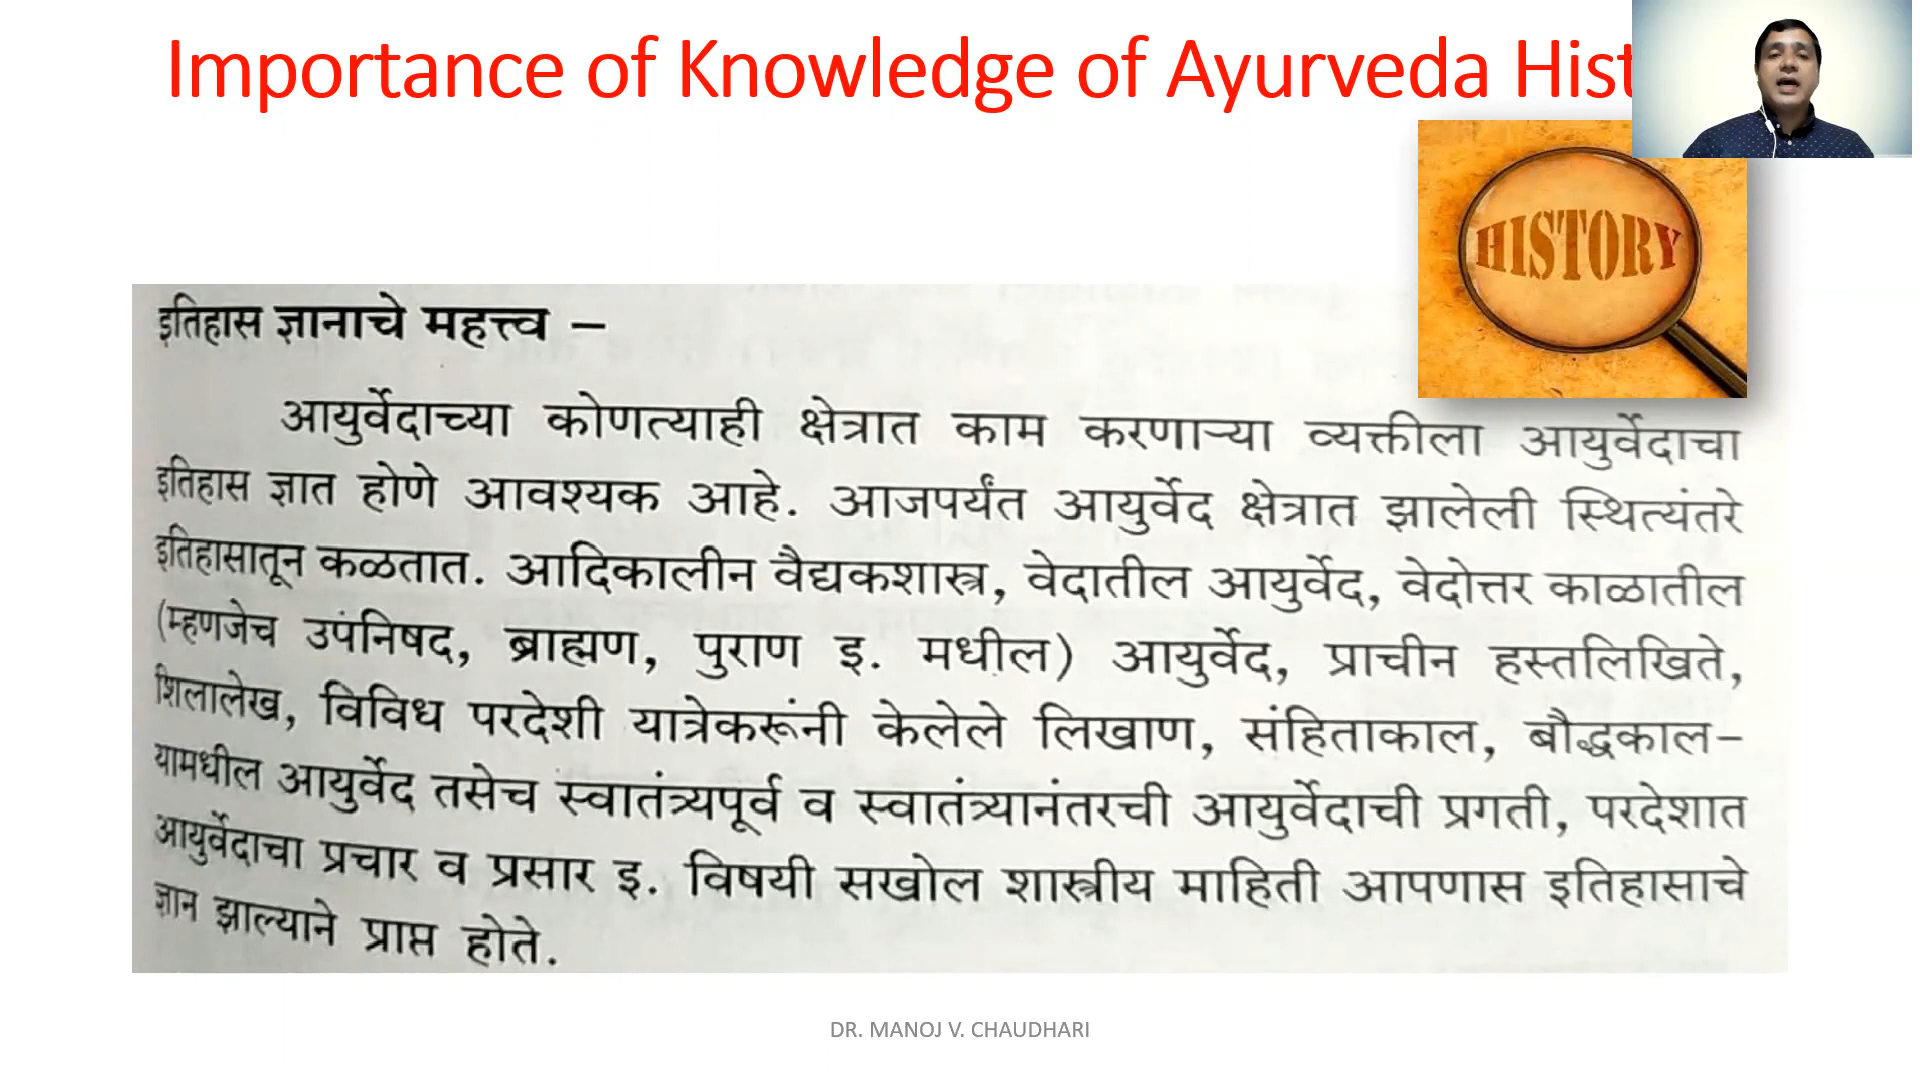 Importance of Knowledge of Ayurveda Hist
HISTORY
इतिहास ज्ञानाचे महत्त्व –
आयुर्वेदाच्या कोणत्याही क्षेत्रात काम करणाऱ्या व्यक्तीला आयुर्वेदाचा
इतिहास ज्ञात होणे आवश्यक आहे. आजपर्यंत आयुर्वेद क्षेत्रात झालेली स्थित्यंतरे
इतिहासातून कळतात. आदिकालीन वैद्यकशास्त्र, वेदातील आयुर्वेद, वेदोत्तर काळातील
(म्हणजेच उपंनिषद, ब्राह्मण, पुराण इ. मधील) आयुर्वेद, प्राचीन हस्तलिखिते,
शिलालेख, विविध परदेशी यात्रेकरूंनी केलेले लिखाण, संहिताकाल, बौद्धकाल–
यामधील आयुर्वेद तसेच स्वातंत्र्यपूर्व व स्वातंत्र्यानंतरची आयुर्वेदाची प्रगती, परदेशात
आयुर्वेदाचा प्रचार व प्रसार इ. विषयी सखोल शास्त्रीय माहिती आपणास इतिहासाचे
ज्ञान झाल्याने प्राप्त होते.
DR. MANOJ V. CHAUDHARI